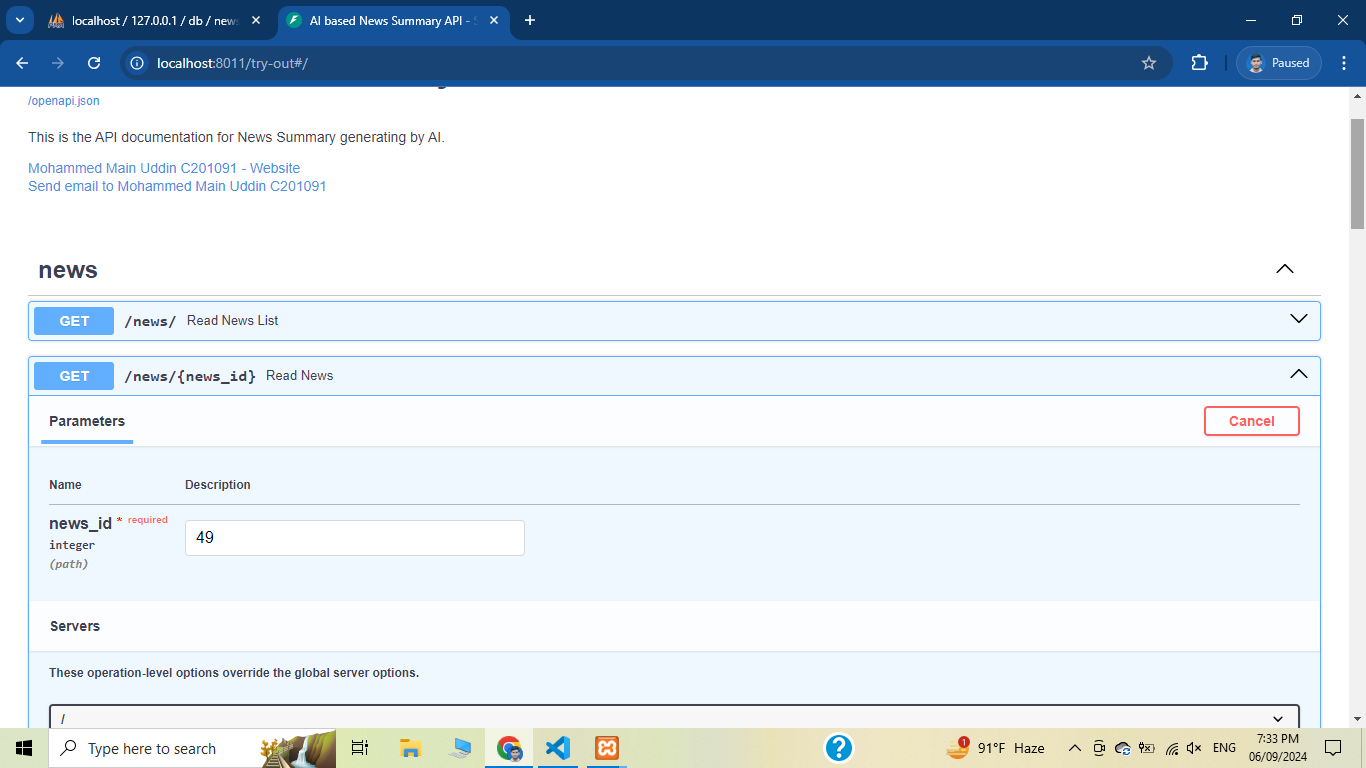 localhost / 127.0.0.1 / db / news
AI based News Summary API - S
localhost:8011/try-out#/
Paused
/openapi.json
This is the API documentation for News Summary generating by AI.
Mohammed Main Uddin C201091 - Website
Send email to Mohammed Main Uddin C201091
news
GET /news/ Read News List
GET /news/{news_id} Read News
Parameters
Cancel
Name Description
news_id * required
49
integer
(path)
Servers
These operation-level options override the global server options.
/
Type here to search
1
91°F Haze
ENG
7:33 PM
06/09/2024